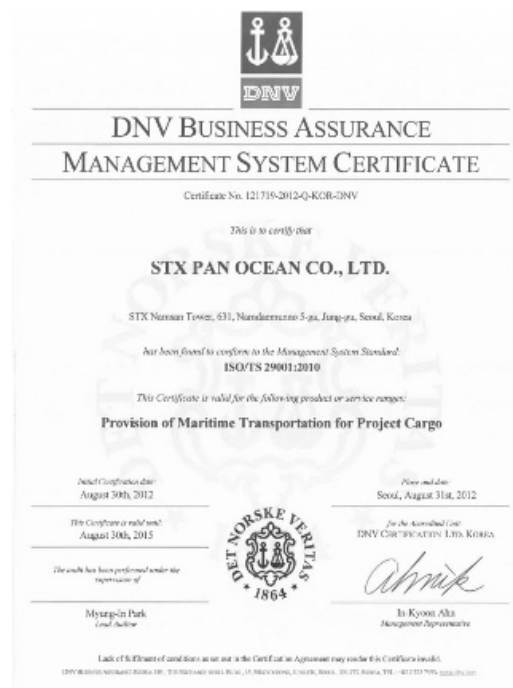 DNV
DNV BUSINESS ASSURANCE
MANAGEMENT SYSTEM CERTIFICATE
Certificate No. 121719-2012-Q-KOR-DNV
This is to certify that
STX PAN OCEAN CO., LTD.
STX Namsan Tower, 631, Namdaemunno 5-ga, Jung-gu, Seoul, Korea
has been found to conform to the Management System Standard:
ISO/TS 29001:2010
This Certificate is valid for the following product or service ranges:
Provision of Maritime Transportation for Project Cargo
Initial Certification date:
August 30th, 2012
Place and date:
Seoul, August 31st, 2012
This Certificate is valid until:
August 30th, 2015
for the Accredited Unit:
DNV CERTIFICATION LTD. KOREA
DET NORSKE VERITAS
1864
The audit has been performed under the
supervision of
Myung-In Park
Lead Auditor
In-Kyoon Ahn
Management Representative
Lack of fulfilment of conditions as set out in the Certification Agreement may render this Certificate invalid.